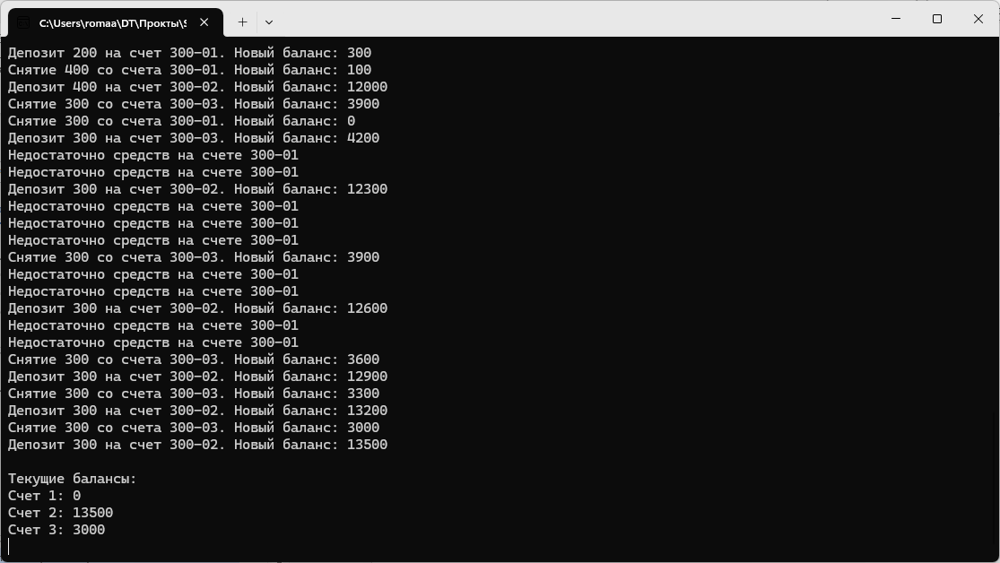 C:\Users\romaa\DT\Прокты\S
Депозит 200 на счет 300-01. Новый баланс: 300
Снятие 400 со счета 300-01. Новый баланс: 100
Депозит 400 на счет 300-02. Новый баланс: 12000
Снятие 300 со счета 300-03. Новый баланс: 3900
Снятие 300 со счета 300-01. Новый баланс: 0
Депозит 300 на счет 300-03. Новый баланс: 4200
Недостаточно средств на счете 300-01
Недостаточно средств на счете 300-01
Депозит 300 на счет 300-02. Новый баланс: 12300
Недостаточно средств на счете 300-01
Недостаточно средств на счете 300-01
Недостаточно средств на счете 300-01
Снятие 300 со счета 300-03. Новый баланс: 3900
Недостаточно средств на счете 300-01
Недостаточно средств на счете 300-01
Депозит 300 на счет 300-02. Новый баланс: 12600
Недостаточно средств на счете 300-01
Недостаточно средств на счете 300-01
Снятие 300 со счета 300-03. Новый баланс: 3600
Депозит 300 на счет 300-02. Новый баланс: 12900
Снятие 300 со счета 300-03. Новый баланс: 3300
Депозит 300 на счет 300-02. Новый баланс: 13200
Снятие 300 со счета 300-03. Новый баланс: 3000
Депозит 300 на счет 300-02. Новый баланс: 13500
Текущие балансы:
Счет 1: 0
Счет 2: 13500
Счет 3: 3000